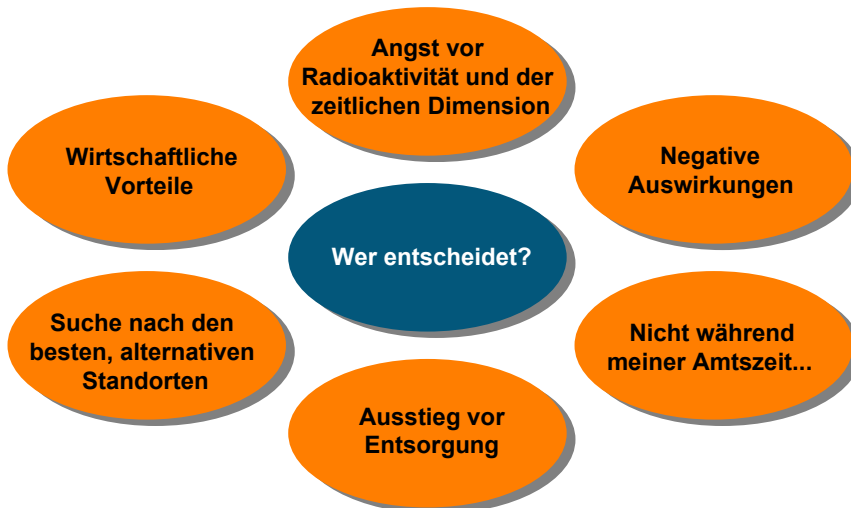 Angst vor
Radioaktivität und der
zeitlichen Dimension
Wirtschaftliche
Vorteile
Negative
Auswirkungen
Wer entscheidet?
Suche nach den
besten, alternativen
Standorten
Nicht während
meiner Amtszeit...
Ausstieg vor
Entsorgung